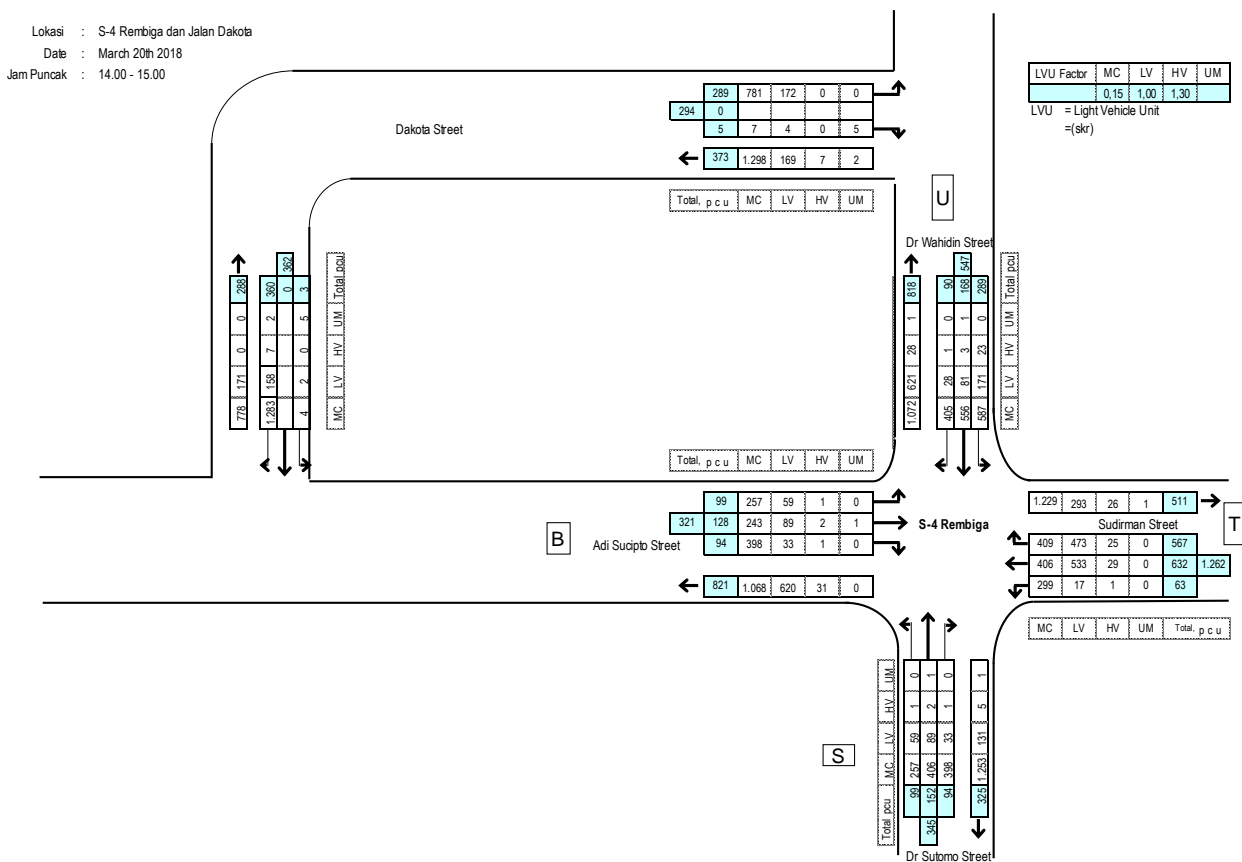 Lokasi : S-4 Rembiga dan Jalan Dakota
Date : March 20th 2018
Jam Puncak : 14.00 - 15.00
LVU Factor MC LV HV UM
0,15 1,00 1,30
LVU = Light Vehicle Unit
=(skr)
Dakota Street
289 781 172 0 0
294 0
5 7 4 0 5
373 1.298 169 7 2
Total, p c u MC LV HV UM
U
Dr Wahidin Street
288 0 0 171 778
360 2 7 158 1.283
362 0
3 5 0 2 4
Total pcu UM HV LV MC
818 1 28 621 1.072
90 0 1 28 405
547 168 1 3 81 556
289 0 23 171 587
Total pcu UM HV LV MC
Total, p c u MC LV HV UM
99 257 59 1 0
321 128 243 89 2 1
94 398 33 1 0
821 1.068 620 31 0
B
Adi Sucipto Street
S-4 Rembiga
1.229 293 26 1 511
Sudirman Street
T
409 473 25 0 567
406 533 29 0 632 1.262
299 17 1 0 63
MC LV HV UM Total, p c u
S
Total pcu MC LV HV UM
99 257 59 1 0
345 152 406 89 2 1
94 398 33 1 0
325 1.253 131 5 1
Dr Sutomo Street